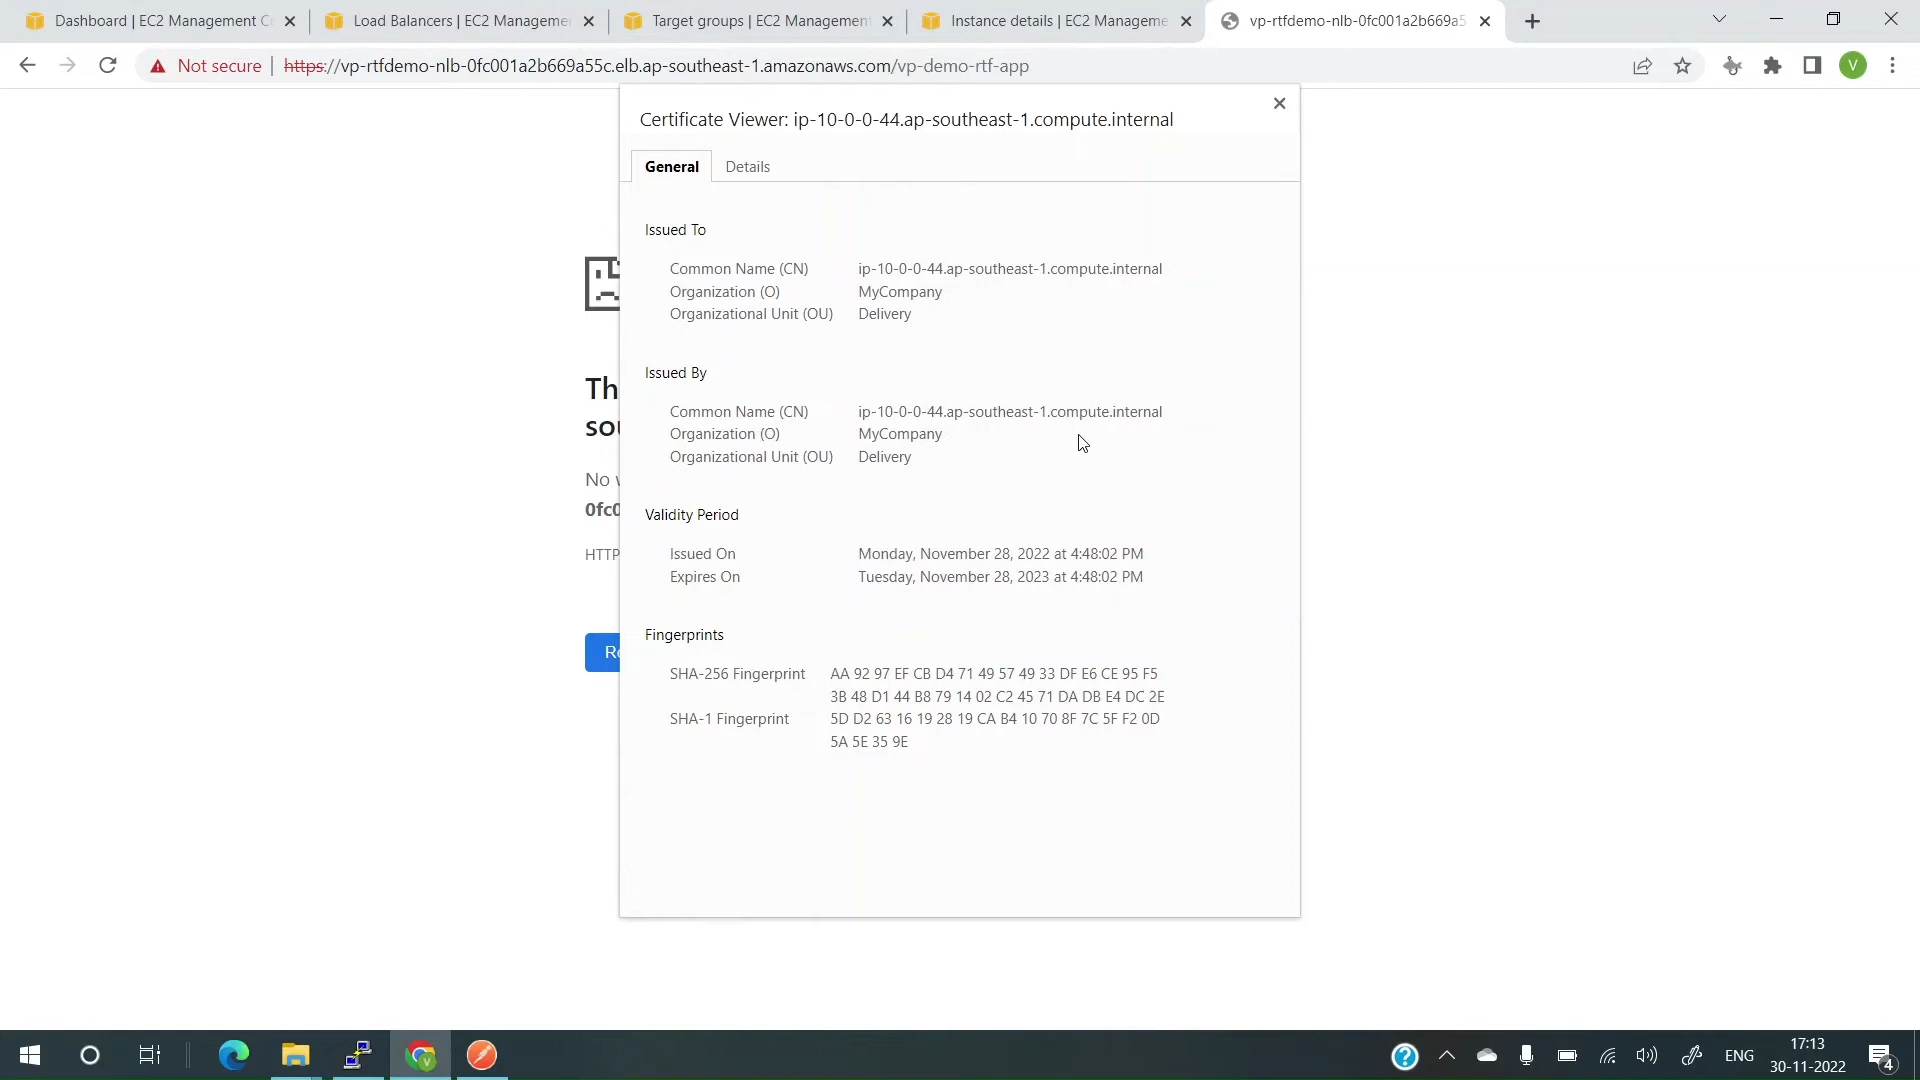 Dashboard | EC2 Management C
Load Balancers | EC2 Manageme
Target groups | EC2 Management
Instance details | EC2 Manageme
vp-rtfdemo-nlb-0fc001a2b669a5
Not secure
https://vp-rtfdemo-nlb-0fc001a2b669a55c.elb.ap-southeast-1.amazonaws.com/vp-demo-rtf-app
V
Certificate Viewer: ip-10-0-0-44.ap-southeast-1.compute.internal
General
Details
Issued To
Common Name (CN) ip-10-0-0-44.ap-southeast-1.compute.internal
Organization (O) MyCompany
Organizational Unit (OU) Delivery
Issued By
Common Name (CN) ip-10-0-0-44.ap-southeast-1.compute.internal
Organization (O) MyCompany
Organizational Unit (OU) Delivery
Validity Period
Issued On Monday, November 28, 2022 at 4:48:02 PM
Expires On Tuesday, November 28, 2023 at 4:48:02 PM
Fingerprints
SHA-256 Fingerprint AA 92 97 EF CB D4 71 49 57 49 33 DF E6 CE 95 F5
3B 48 D1 44 B8 79 14 02 C2 45 71 DA DB E4 DC 2E
SHA-1 Fingerprint 5D D2 63 16 19 28 19 CA B4 10 70 8F 7C 5F F2 0D
5A 5E 35 9E
Th
sou
No
0fc0
HTTP
Re
ENG
17:13
30-11-2022
4